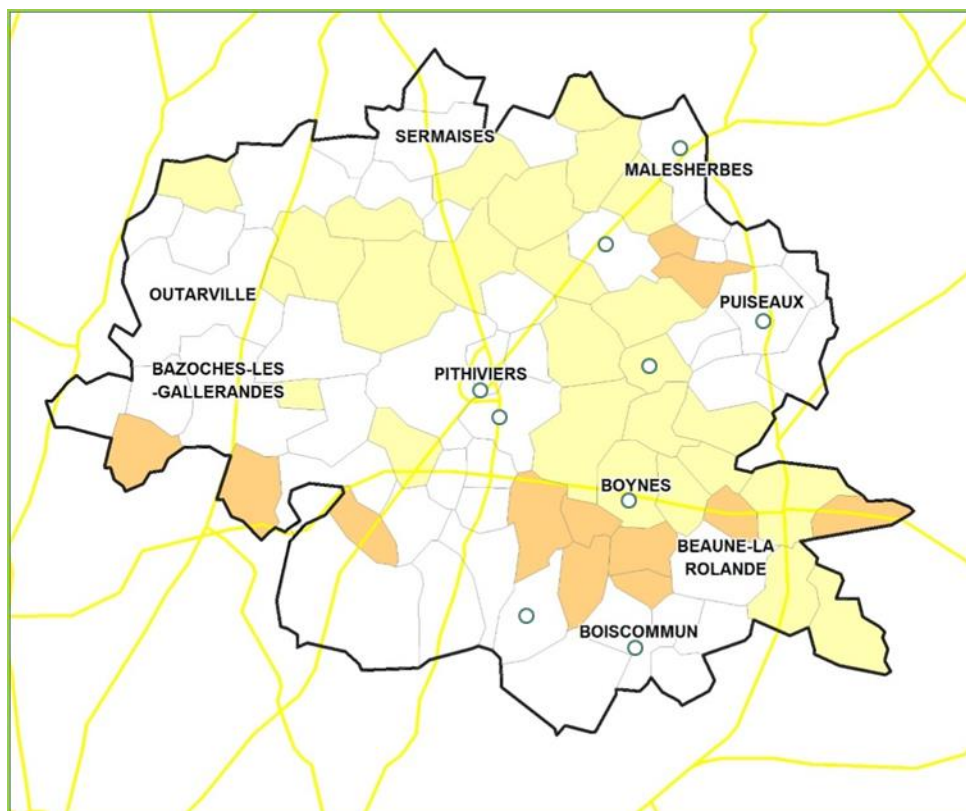 SERMAISES
MALESHERBES
OUTARVILLE
PUISEAUX
BAZOCHES-LES
-GALLERANDES
PITHIVIERS
BOYNES
BEAUNE-LA
ROLANDE
BOISCOMMUN